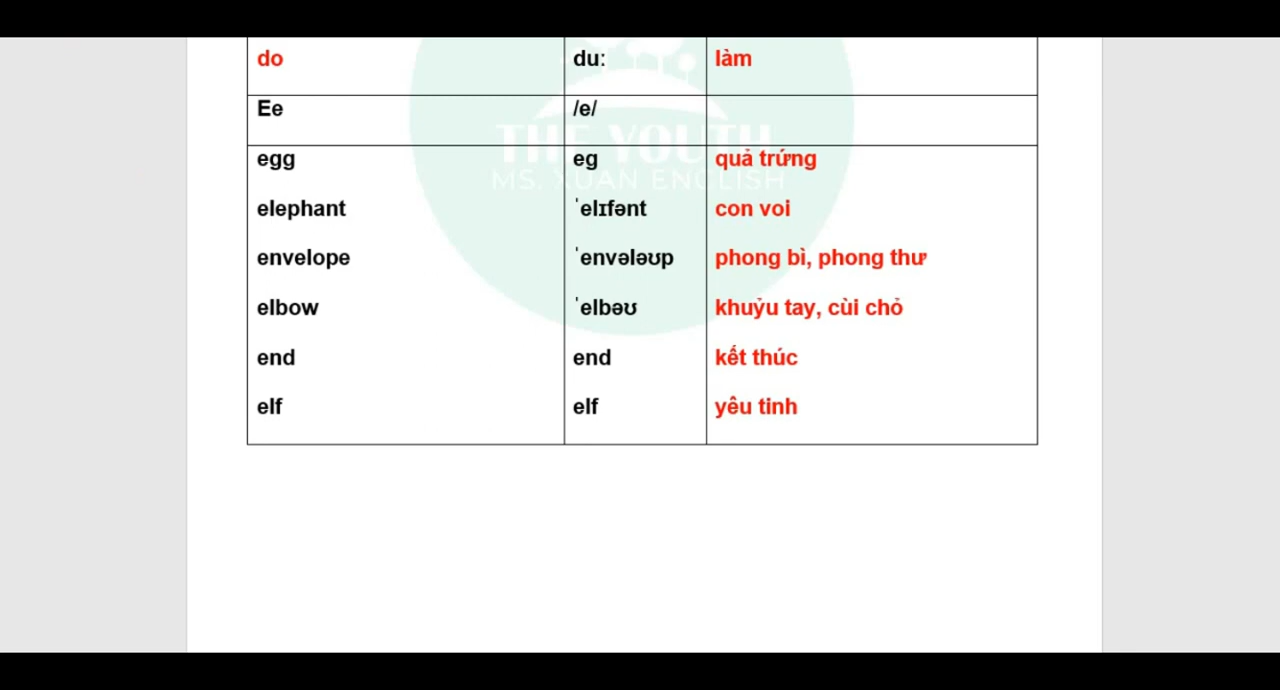 do du: làm
Ee /e/
THE YOUTH
egg eg quả trứng
MS. XUAN ENGLISH
elephant ˈelɪfənt con voi
envelope ˈenvələʊp phong bì, phong thư
elbow ˈelbəʊ khuỷu tay, cùi chỏ
end end kết thúc
elf elf yêu tinh